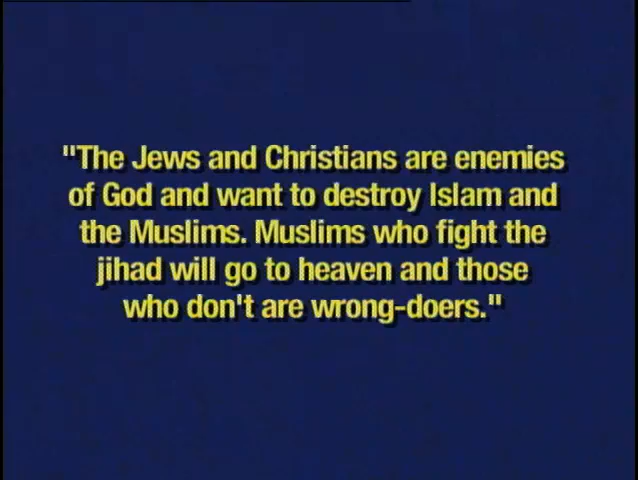 "The Jews and Christians are enemies
of God and want to destroy Islam and
the Muslims. Muslims who fight the
jihad will go to heaven and those
who don't are wrong-doers."